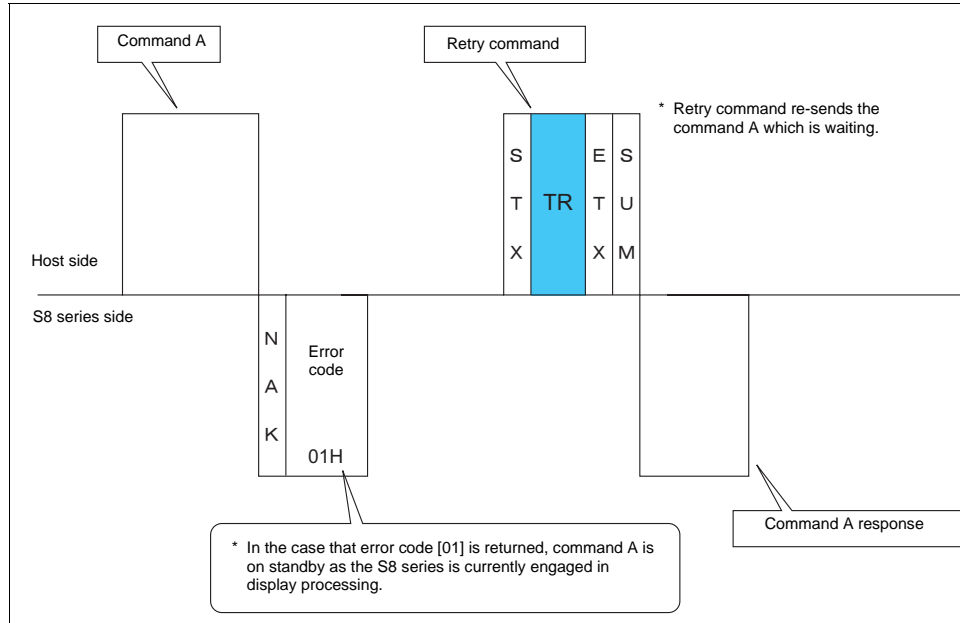 Command A
Retry command
* Retry command re-sends the
command A which is waiting.
S T X
TR
E T X
S U M
Host side
S8 series side
N A K
Error
code
01H
* In the case that error code [01] is returned, command A is
on standby as the S8 series is currently engaged in
display processing.
Command A response